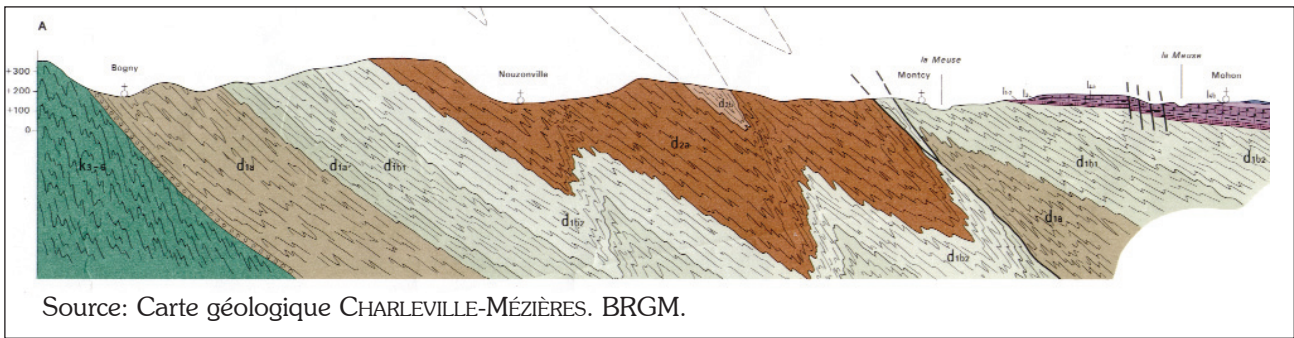 A
la Meuse
la Meuse
+300
+200
+100
0
Bogny
Nouzonville
Montcy
Mohon
k3-6
d1a
d1a
d1b1
d1b2
d2a
d2b
d1b2
d1a
d1b1
d1b2
Source: Carte géologique CHARLEVILLE-MÉZIÈRES. BRGM.